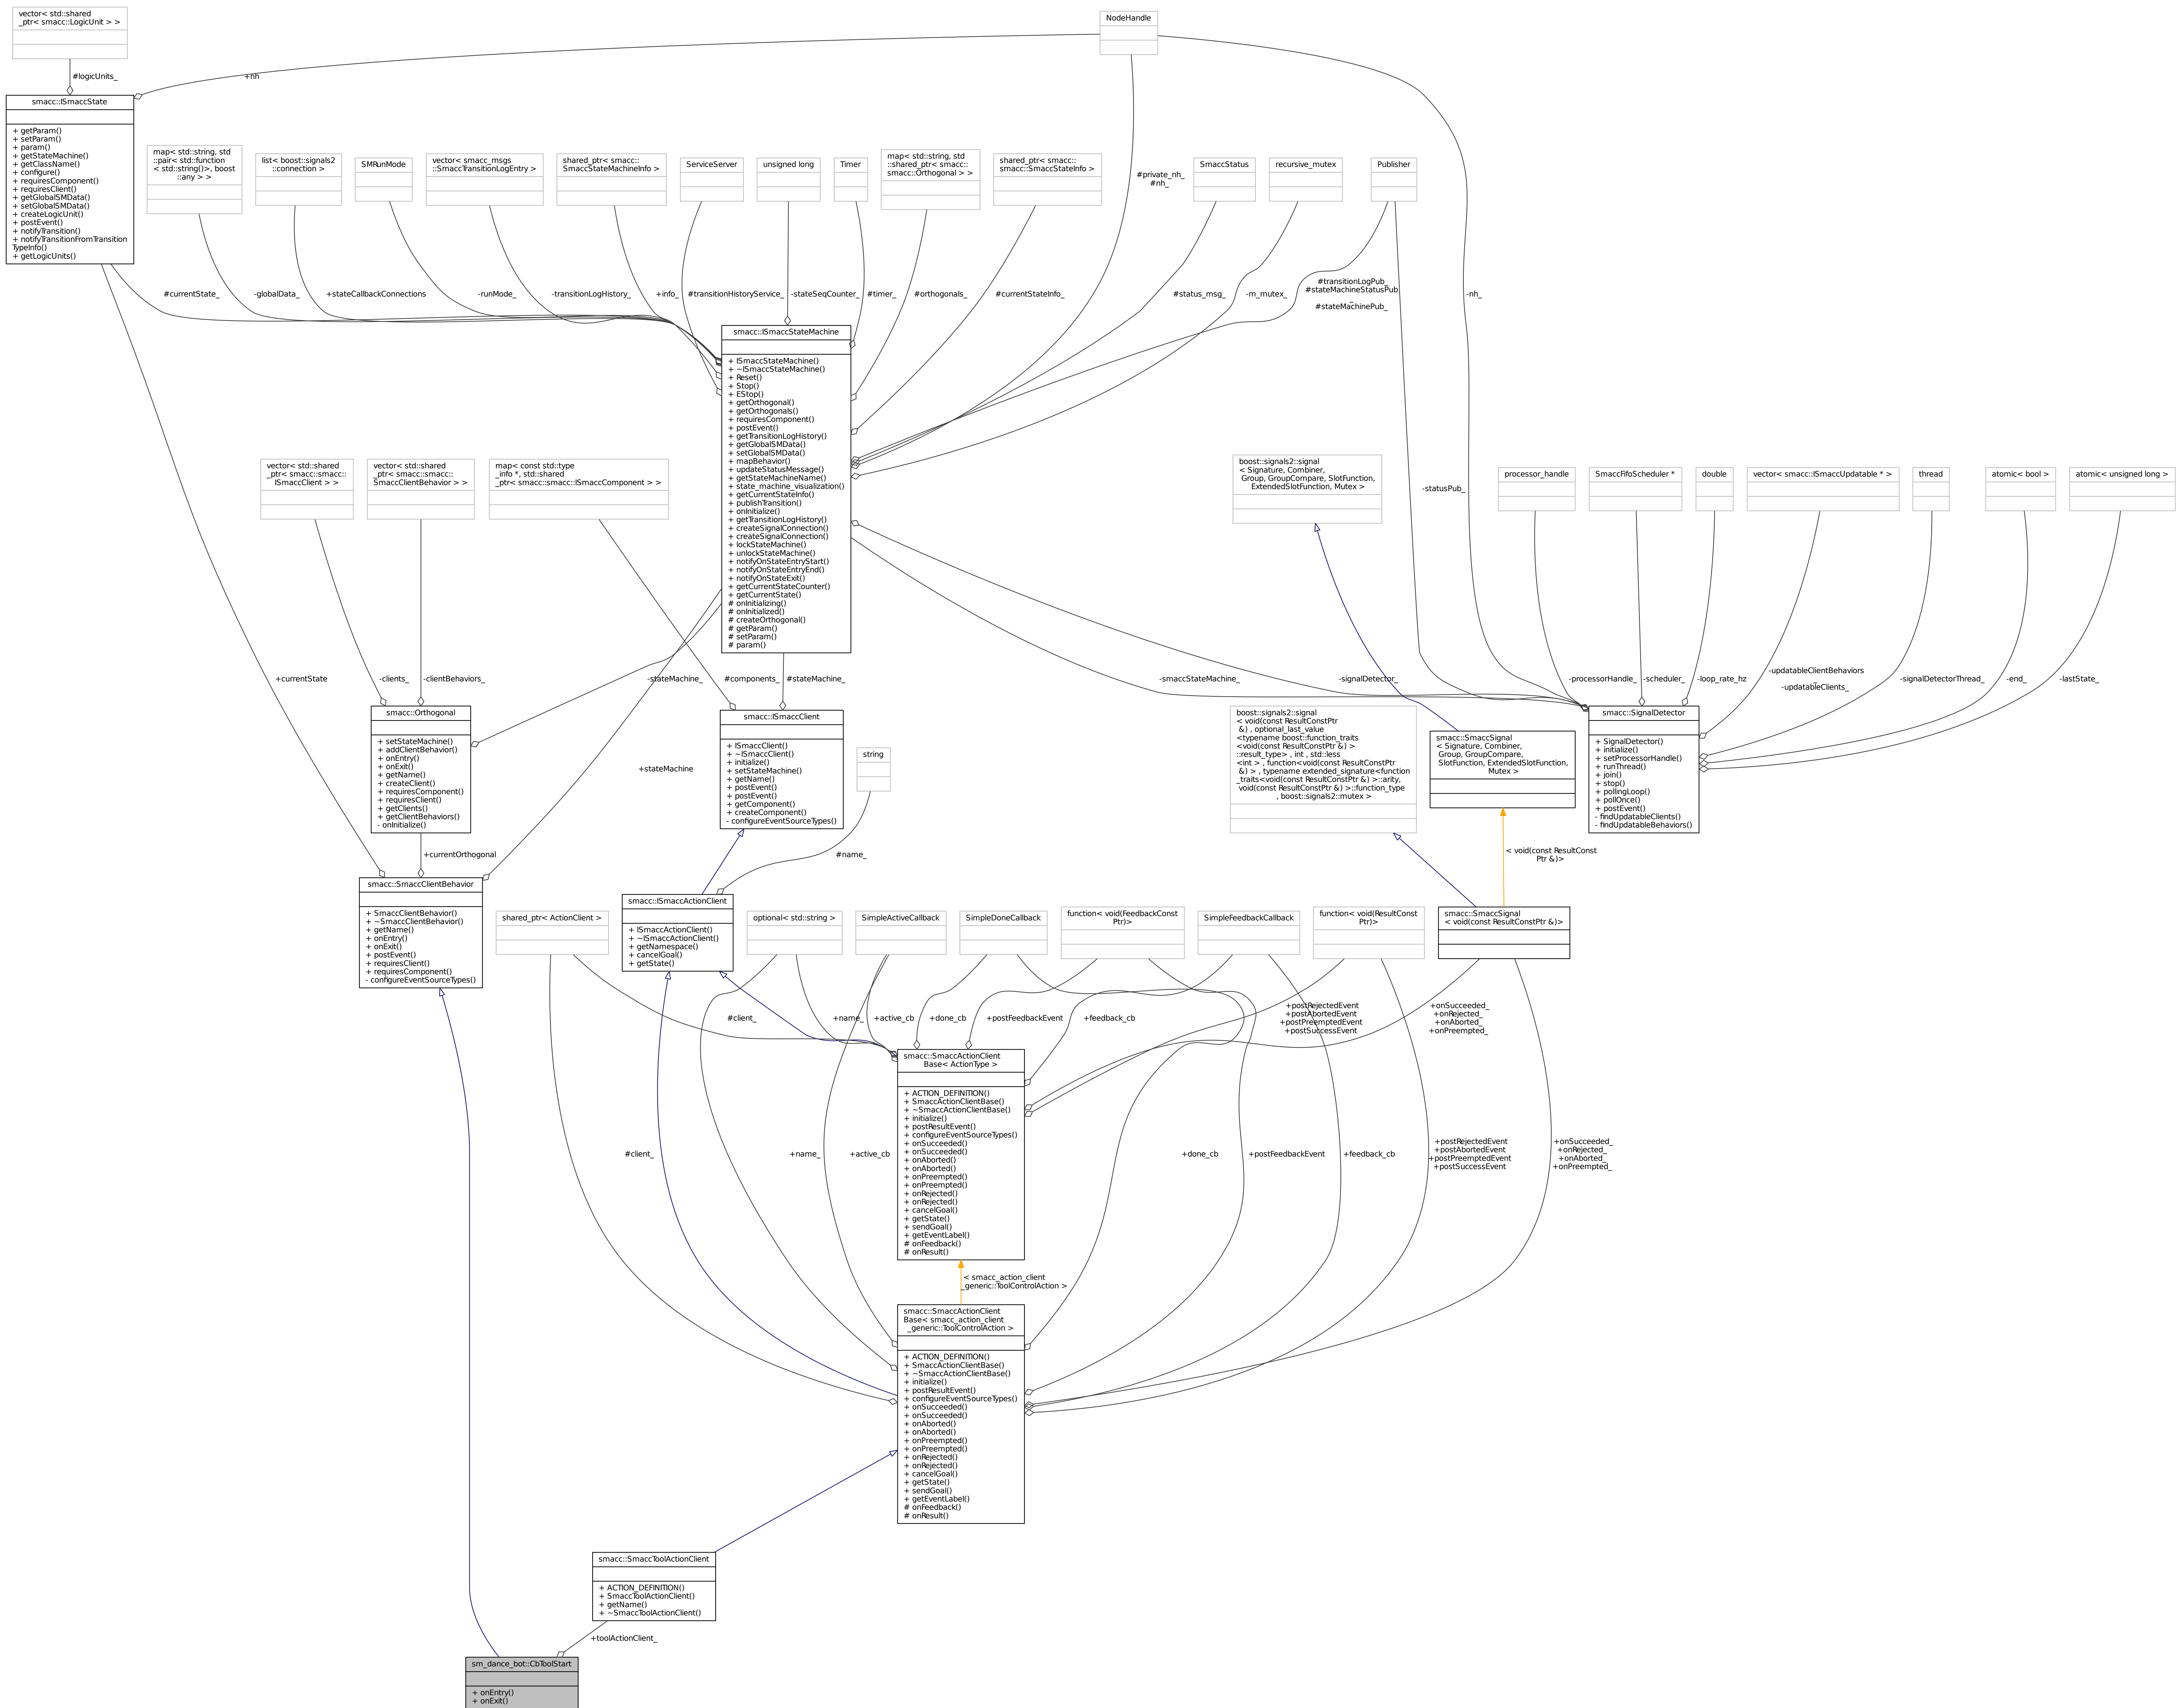 vector< std::shared
_ptr< smacc::LogicUnit > >
NodeHandle
#logicUnits_
+nh
smacc::ISmaccState
+ getParam()
+ setParam()
+ param()
+ getStateMachine()
+ getClassName()
+ configure()
+ requiresComponent()
+ requiresClient()
+ getGlobalSMData()
+ setGlobalSMData()
+ createLogicUnit()
+ postEvent()
+ notifyTransition()
+ notifyTransitionFromTransition
TypeInfo()
+ getLogicUnits()
map< std::string, std
::pair< std::function
< std::string()>, boost
::any > >
list< boost::signals2
::connection >
SMRunMode
vector< smacc_msgs
::SmaccTransitionLogEntry >
shared_ptr< smacc::
SmaccStateMachineInfo >
ServiceServer
unsigned long
Timer
map< std::string, std
::shared_ptr< smacc::
smacc::Orthogonal > >
shared_ptr< smacc::
smacc::SmaccStateInfo >
#private_nh_
#nh_
SmaccStatus
recursive_mutex
Publisher
#currentState_
-globalData_
+stateCallbackConnections
-runMode_
-transitionLogHistory_
+info_
#transitionHistoryService_
-stateSeqCounter_
#timer_
#orthogonals_
#currentStateInfo_
#status_msg_
-m_mutex_
#transitionLogPub_
#stateMachineStatusPub
_
#stateMachinePub_
-nh_
smacc::ISmaccStateMachine
+ ISmaccStateMachine()
+ ~ISmaccStateMachine()
+ Reset()
+ Stop()
+ EStop()
+ getOrthogonal()
+ getOrthogonals()
+ requiresComponent()
+ postEvent()
+ getTransitionLogHistory()
+ getGlobalSMData()
+ setGlobalSMData()
+ mapBehavior()
+ updateStatusMessage()
+ getStateMachineName()
+ state_machine_visualization()
+ getCurrentStateInfo()
+ publishTransition()
+ onInitialize()
+ getTransitionLogHistory()
+ createSignalConnection()
+ createSignalConnection()
+ lockStateMachine()
+ unlockStateMachine()
+ notifyOnStateEntryStart()
+ notifyOnStateEntryEnd()
+ notifyOnStateExit()
+ getCurrentStateCounter()
+ getCurrentState()
# onInitializing()
# onInitialized()
# createOrthogonal()
# getParam()
# setParam()
# param()
vector< std::shared
_ptr< smacc::smacc::
ISmaccClient > >
vector< std::shared
_ptr< smacc::smacc::
SmaccClientBehavior > >
map< const std::type
_info *, std::shared
_ptr< smacc::smacc::ISmaccComponent > >
boost::signals2::signal
< Signature, Combiner,
Group, GroupCompare, SlotFunction,
ExtendedSlotFunction, Mutex >
-statusPub_
processor_handle
SmaccFifoScheduler *
double
vector< smacc::ISmaccUpdatable * >
thread
atomic< bool >
atomic< unsigned long >
+currentState
-clients_
-clientBehaviors_
-stateMachine_
#components_
#stateMachine_
-smaccStateMachine_
-signalDetector_
-processorHandle_
-scheduler_
-loop_rate_hz
-updatableClientBehaviors
_
-updatableClients_
-signalDetectorThread_
-end_
-lastState_
smacc::Orthogonal
+ setStateMachine()
+ addClientBehavior()
+ onEntry()
+ onExit()
+ getName()
+ createClient()
+ requiresComponent()
+ requiresClient()
+ getClients()
+ getClientBehaviors()
- onInitialize()
+stateMachine
smacc::ISmaccClient
+ ISmaccClient()
+ ~ISmaccClient()
+ initialize()
+ setStateMachine()
+ getName()
+ postEvent()
+ postEvent()
+ getComponent()
+ createComponent()
- configureEventSourceTypes()
string
boost::signals2::signal
< void(const ResultConstPtr
&) , optional_last_value
<typename boost::function_traits
<void(const ResultConstPtr &) >
::result_type> , int , std::less
<int > , function<void(const ResultConstPtr
&) > , typename extended_signature<function
_traits<void(const ResultConstPtr &) >::arity,
void(const ResultConstPtr &) >::function_type
, boost::signals2::mutex >
smacc::SmaccSignal
< Signature, Combiner,
Group, GroupCompare,
SlotFunction, ExtendedSlotFunction,
Mutex >
smacc::SignalDetector
+ SignalDetector()
+ initialize()
+ setProcessorHandle()
+ runThread()
+ join()
+ stop()
+ pollingLoop()
+ pollOnce()
+ postEvent()
- findUpdatableClients()
- findUpdatableBehaviors()
+currentOrthogonal
#name_
< void(const ResultConst
Ptr &)>
smacc::SmaccClientBehavior
+ SmaccClientBehavior()
+ ~SmaccClientBehavior()
+ getName()
+ onEntry()
+ onExit()
+ postEvent()
+ requiresClient()
+ requiresComponent()
- configureEventSourceTypes()
shared_ptr< ActionClient >
smacc::ISmaccActionClient
+ ISmaccActionClient()
+ ~ISmaccActionClient()
+ getNamespace()
+ cancelGoal()
+ getState()
optional< std::string >
SimpleActiveCallback
SimpleDoneCallback
function< void(FeedbackConst
Ptr)>
SimpleFeedbackCallback
function< void(ResultConst
Ptr)>
smacc::SmaccSignal
< void(const ResultConstPtr &)>
#client_
+name_
+active_cb
+done_cb
+postFeedbackEvent
+feedback_cb
+postRejectedEvent
+postAbortedEvent
+postPreemptedEvent
+postSuccessEvent
+onSucceeded_
+onRejected_
+onAborted_
+onPreempted_
smacc::SmaccActionClient
Base< ActionType >
+ ACTION_DEFINITION()
+ SmaccActionClientBase()
+ ~SmaccActionClientBase()
+ initialize()
+ postResultEvent()
+ configureEventSourceTypes()
+ onSucceeded()
+ onSucceeded()
+ onAborted()
+ onAborted()
+ onPreempted()
+ onPreempted()
+ onRejected()
+ onRejected()
+ cancelGoal()
+ getState()
+ sendGoal()
+ getEventLabel()
# onFeedback()
# onResult()
#client_
+name_
+active_cb
+done_cb
+postFeedbackEvent
+feedback_cb
+postRejectedEvent
+postAbortedEvent
+postPreemptedEvent
+postSuccessEvent
+onSucceeded_
+onRejected_
+onAborted_
+onPreempted_
< smacc_action_client
_generic::ToolControlAction >
smacc::SmaccActionClient
Base< smacc_action_client
_generic::ToolControlAction >
+ ACTION_DEFINITION()
+ SmaccActionClientBase()
+ ~SmaccActionClientBase()
+ initialize()
+ postResultEvent()
+ configureEventSourceTypes()
+ onSucceeded()
+ onSucceeded()
+ onAborted()
+ onAborted()
+ onPreempted()
+ onPreempted()
+ onRejected()
+ onRejected()
+ cancelGoal()
+ getState()
+ sendGoal()
+ getEventLabel()
# onFeedback()
# onResult()
smacc::SmaccToolActionClient
+ ACTION_DEFINITION()
+ SmaccToolActionClient()
+ getName()
+ ~SmaccToolActionClient()
+toolActionClient_
sm_dance_bot::CbToolStart
+ onEntry()
+ onExit()